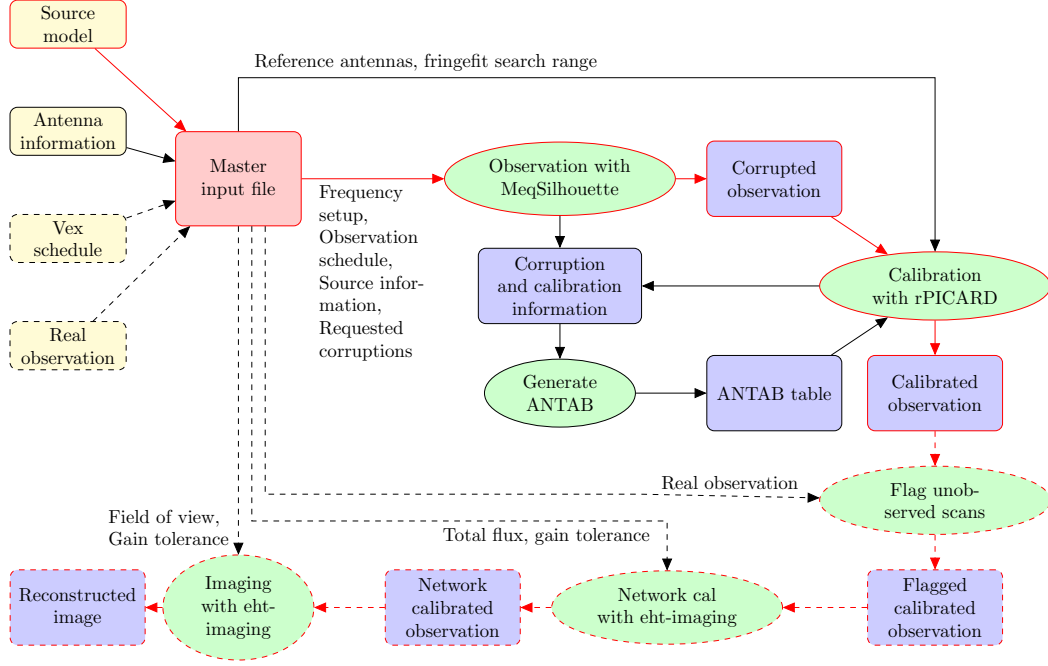 Source
model
Reference antennas, fringefit search range
Antenna
information
Master
input file
Observation with
MeqSilhouette
Corrupted
observation
Frequency
setup,
Observation
schedule,
Source infor-
mation,
Requested
corruptions
Vex
schedule
Corruption
and calibration
information
Calibration
with rPICARD
Real
observation
Generate
ANTAB
ANTAB table
Calibrated
observation
Real observation
Flag unob-
served scans
Field of view,
Gain tolerance
Total flux, gain tolerance
Reconstructed
image
Imaging
with eht-
imaging
Network
calibrated
observation
Network cal
with eht-imaging
Flagged
calibrated
observation